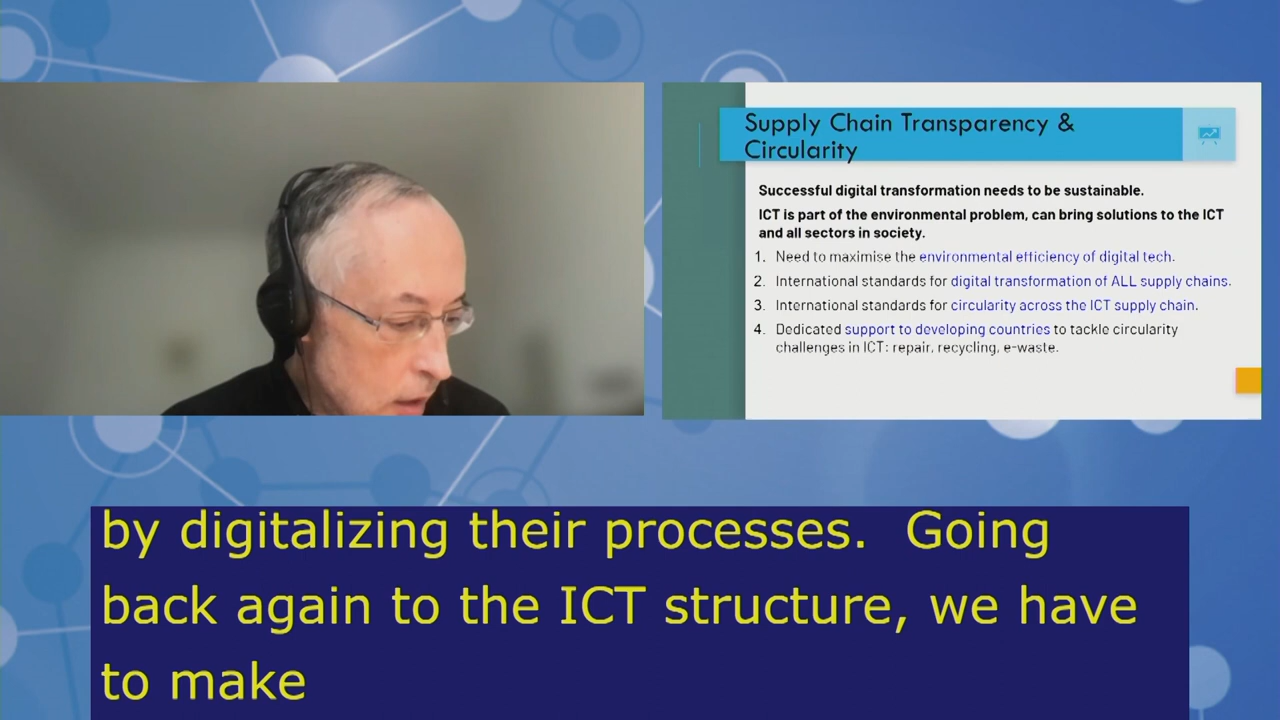 Supply Chain Transparency &
Circularity
Successful digital transformation needs to be sustainable.
ICT is part of the environmental problem, can bring solutions to the ICT
and all sectors in society.
1. Need to maximise the environmental efficiency of digital tech.
2. International standards for digital transformation of ALL supply chains.
3. International standards for circularity across the ICT supply chain.
4. Dedicated support to developing countries to tackle circularity
challenges in ICT: repair, recycling, e-waste.
by digitalizing their processes.  Going
back again to the ICT structure, we have
to make